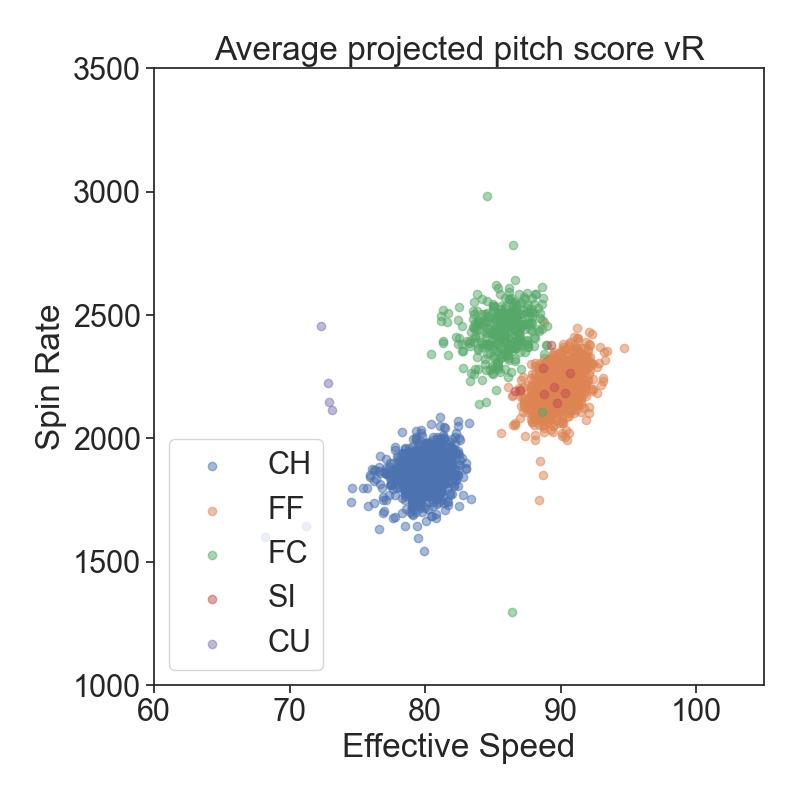 Average projected pitch score vR
3500
3000
2500
2000
1500
1000
Spin Rate
CH
FF
FC
SI
CU
60 70 80 90 100
Effective Speed